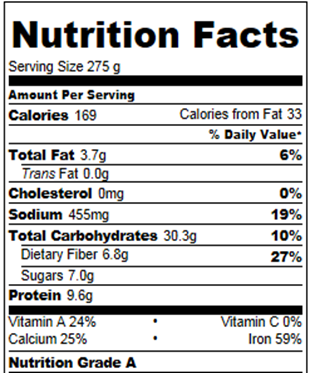 Nutrition Facts
Serving Size 275 g
Amount Per Serving
Calories 169 Calories from Fat 33
% Daily Value*
Total Fat 3.7g 6%
Trans Fat 0.0g
Cholesterol 0mg 0%
Sodium 455mg 19%
Total Carbohydrates 30.3g 10%
Dietary Fiber 6.8g 27%
Sugars 7.0g
Protein 9.6g
Vitamin A 24% • Vitamin C 0%
Calcium 25% • Iron 59%
Nutrition Grade A